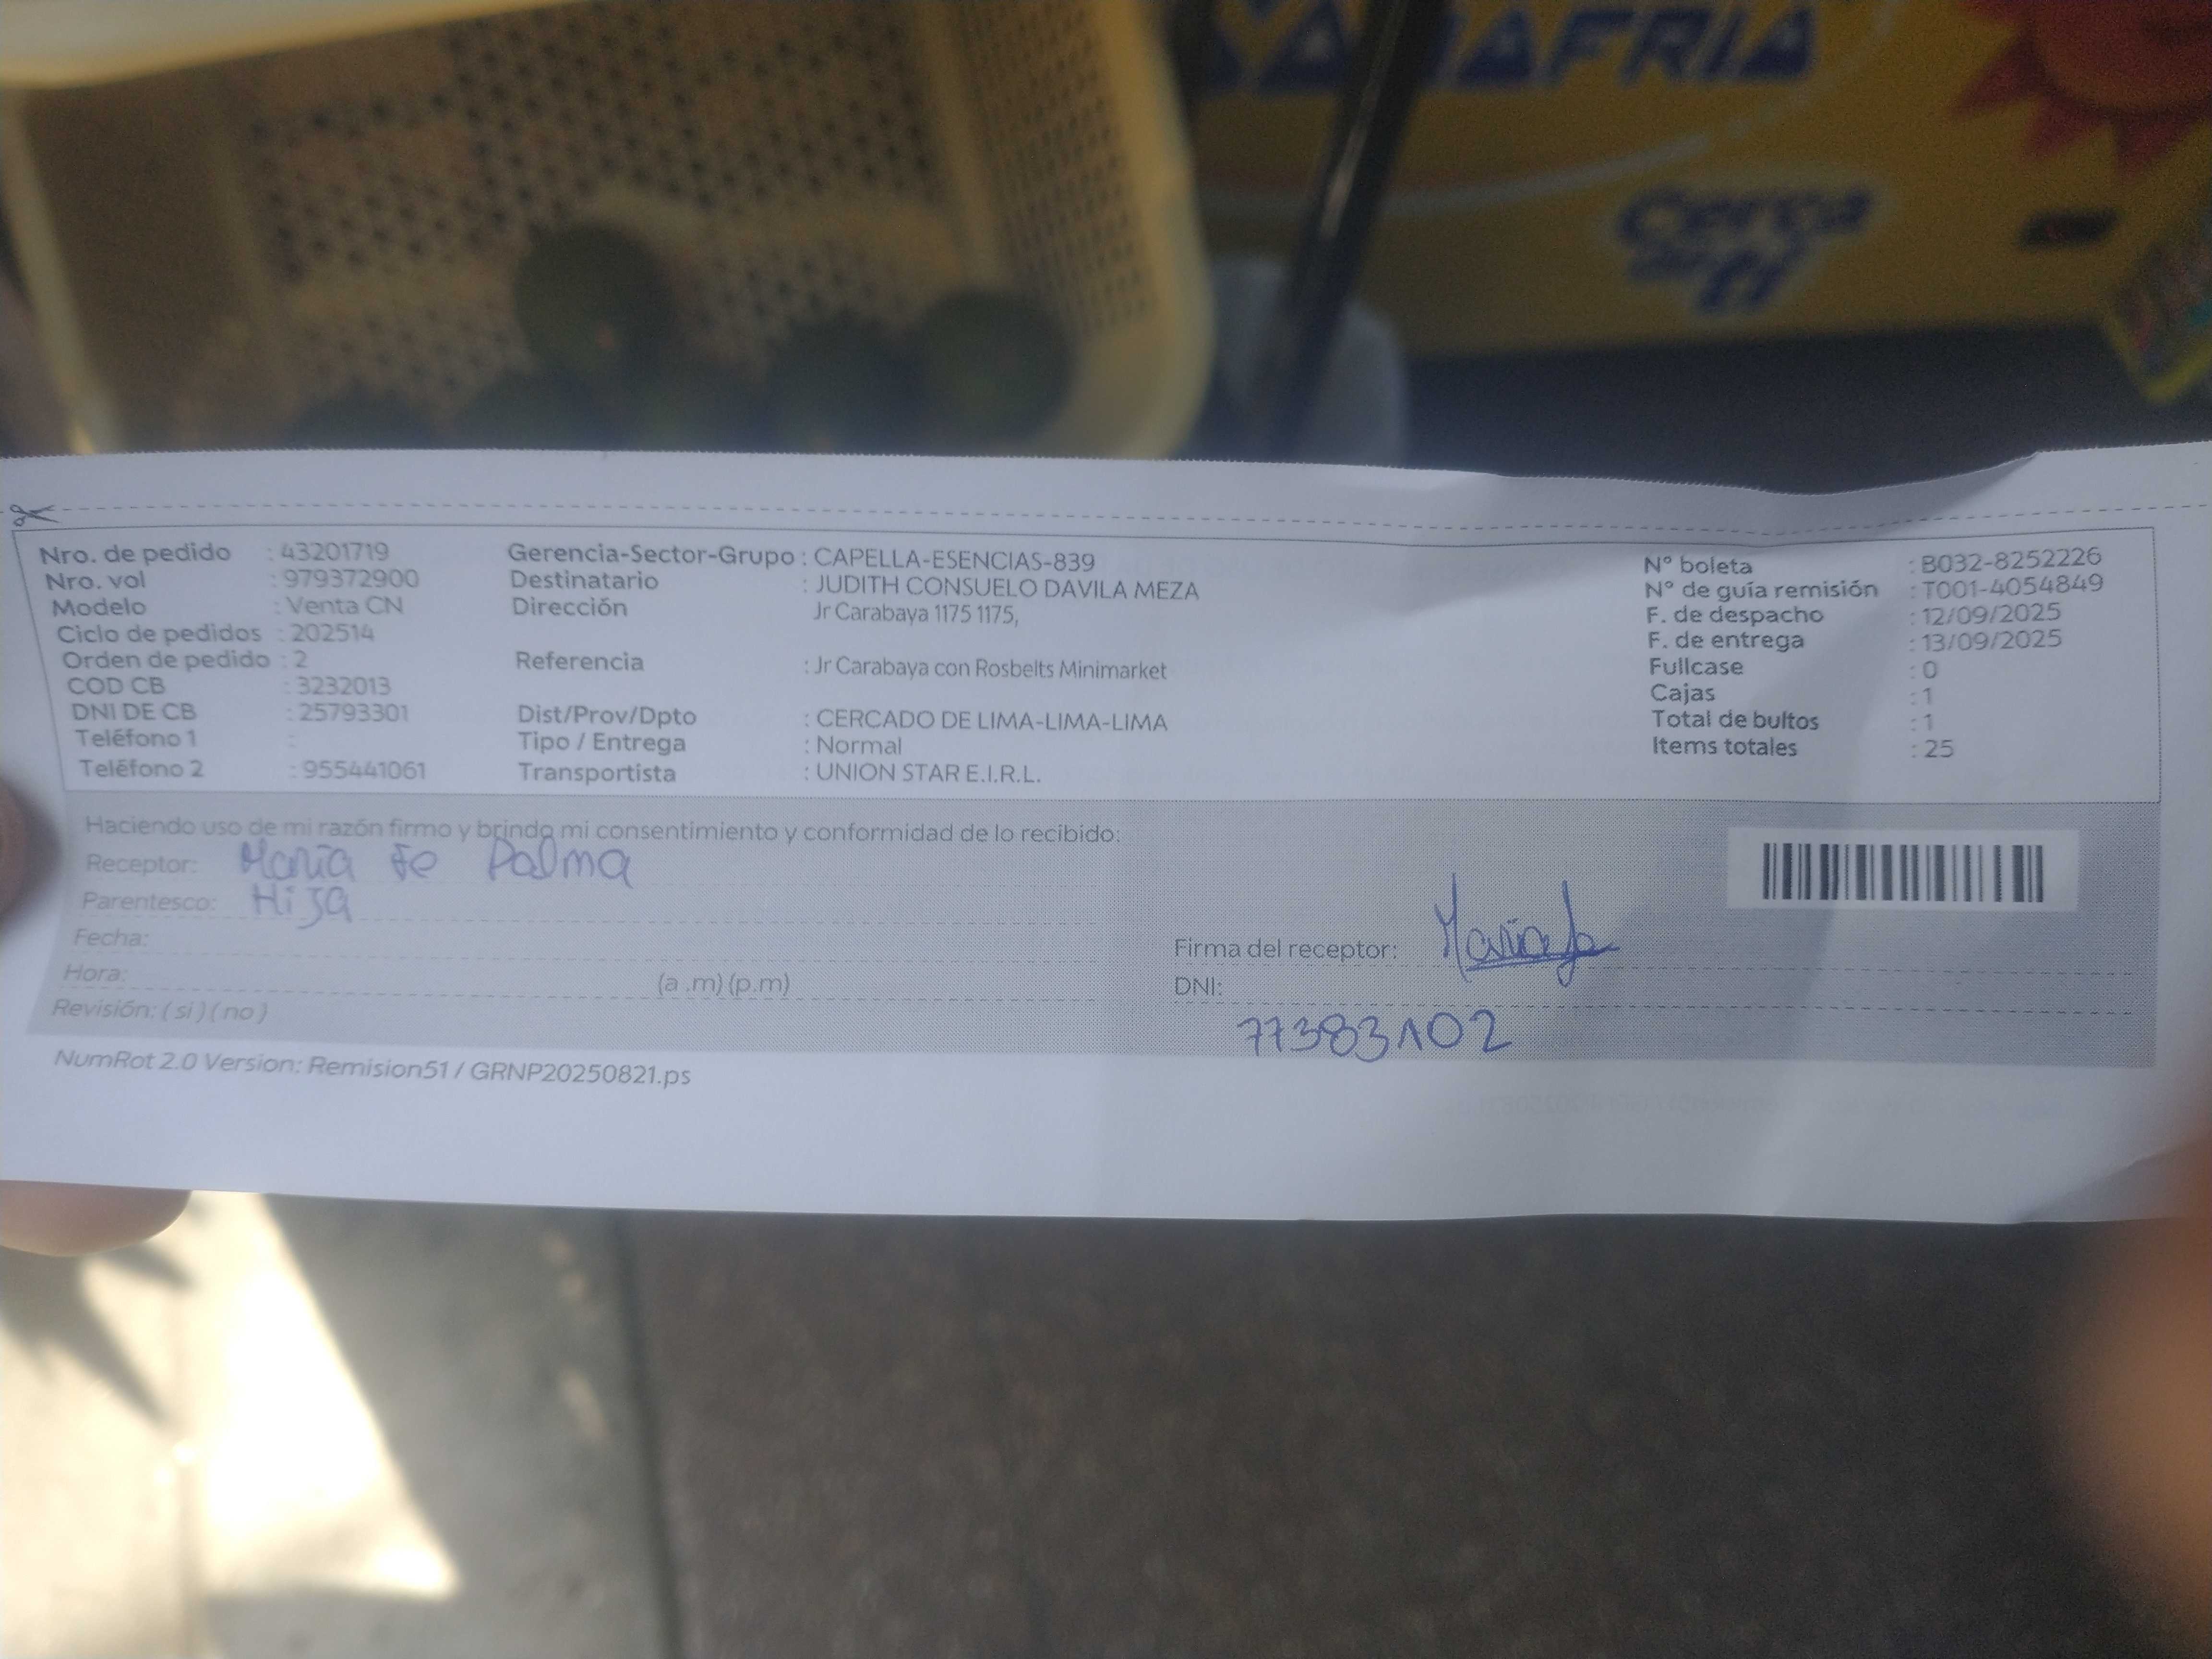 Cerca
de ti
Nro. de pedido : 43201719
Nro. vol : 979372900
Modelo : Venta CN
Ciclo de pedidos : 202514
Orden de pedido : 2
COD CB : 3232013
DNI DE CB : 25793301
Teléfono 1 :
Teléfono 2 : 955441061
Gerencia-Sector-Grupo : CAPELLA-ESENCIAS-839
Destinatario : JUDITH CONSUELO DAVILA MEZA
Dirección Jr Carabaya 1175 1175,
Referencia : Jr Carabaya con Rosbelts Minimarket
Dist/Prov/Dpto : CERCADO DE LIMA-LIMA-LIMA
Tipo / Entrega : Normal
Transportista : UNION STAR E.I.R.L.
N° boleta : B032-8252226
N° de guía remisión : T001-4054849
F. de despacho : 12/09/2025
F. de entrega : 13/09/2025
Fullcase : 0
Cajas : 1
Total de bultos : 1
Items totales : 25
Haciendo uso de mi razón firmo y brindo mi consentimiento y conformidad de lo recibido:
Receptor: Maria fe Palma
Parentesco: Hija
Fecha:
Hora: (a .m) (p.m)
Revisión: ( si ) ( no )
Firma del receptor: Mariafe
DNI:
77383102
NumRot 2.0 Version: Remision51 / GRNP20250821.ps